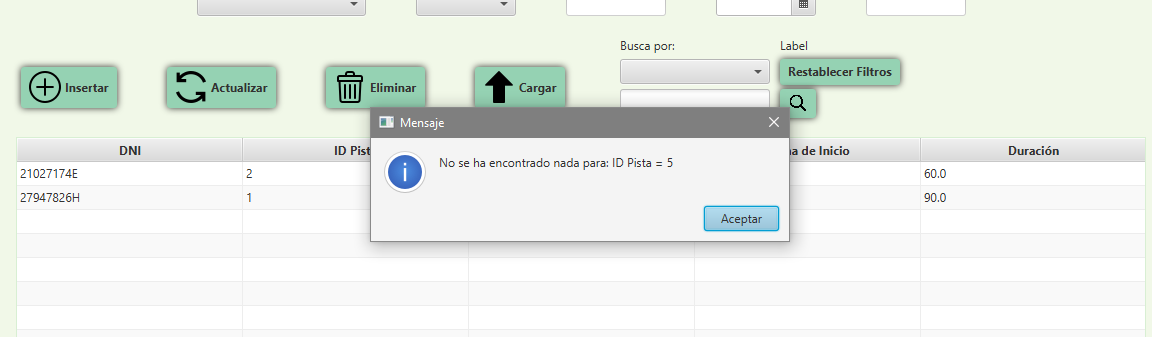 Busca por:
Label
Insertar
Actualizar
Eliminar
Cargar
Restablecer Filtros
Mensaje
No se ha encontrado nada para: ID Pista = 5
Aceptar
DNI
ID Pist
de Inicio
Duración
21027174E
2
60.0
27947826H
1
90.0